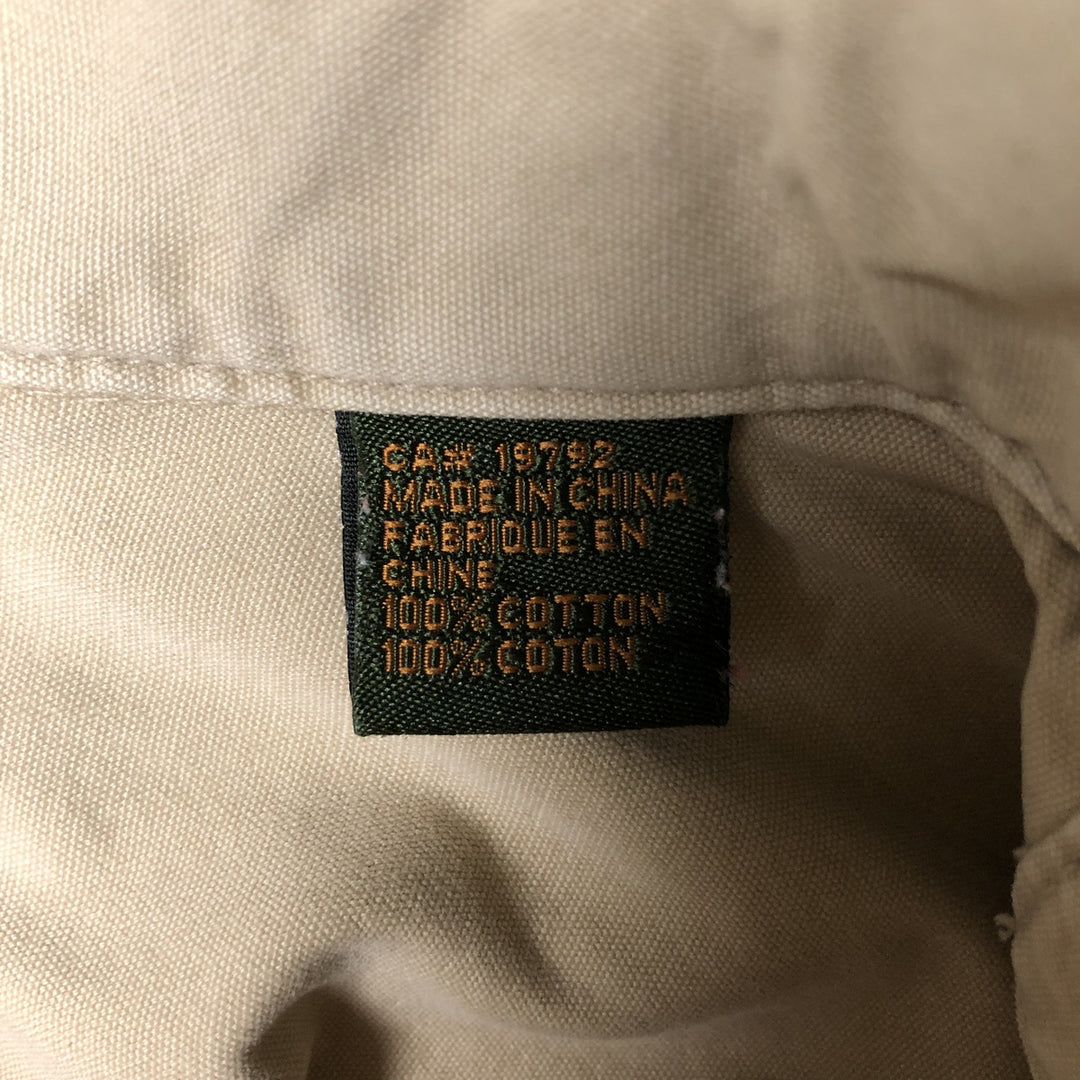 CA# 19792
MADE IN CHINA
FABRIQUE EN
CHINE
100% COTTON
100% COTON